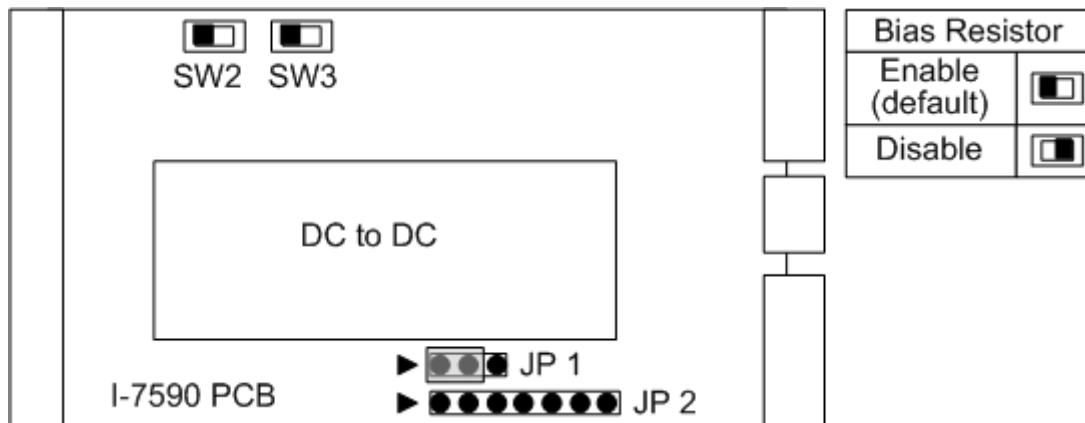 SW2 SW3
DC to DC
JP 1
I-7590 PCB
JP 2
Bias Resistor
Enable
(default)
Disable